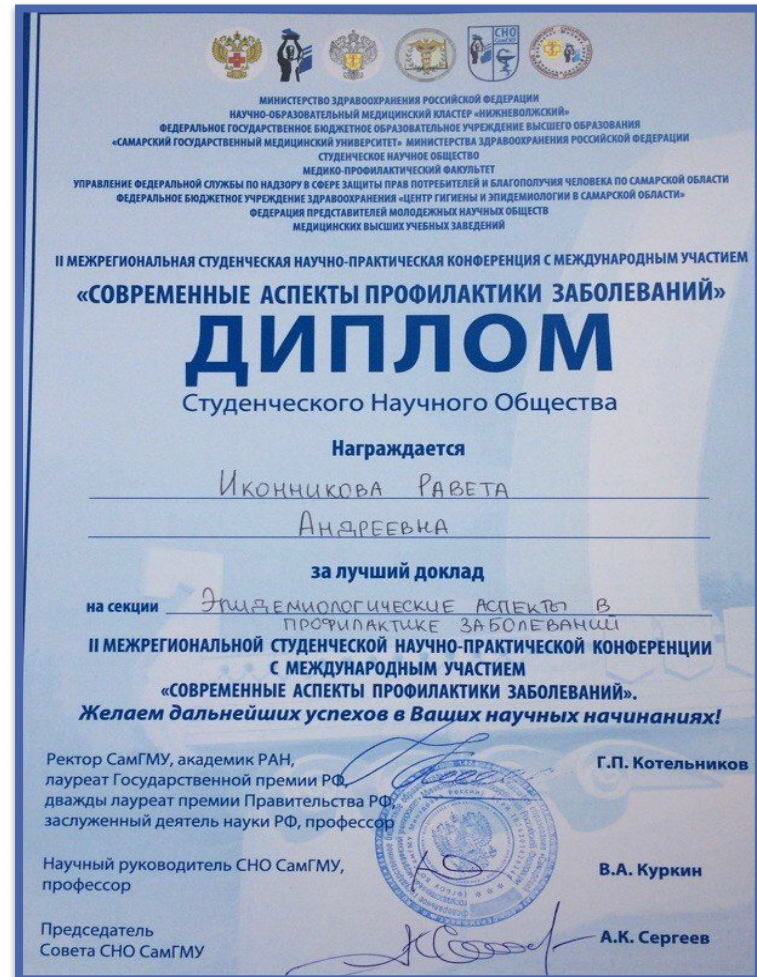 СНО
СамГМУ
МИНИСТЕРСТВО ЗДРАВООХРАНЕНИЯ РОССИЙСКОЙ ФЕДЕРАЦИИ
НАУЧНО-ОБРАЗОВАТЕЛЬНЫЙ МЕДИЦИНСКИЙ КЛАСТЕР «НИЖНЕВОЛЖСКИЙ»
ФЕДЕРАЛЬНОЕ ГОСУДАРСТВЕННОЕ БЮДЖЕТНОЕ ОБРАЗОВАТЕЛЬНОЕ УЧРЕЖДЕНИЕ ВЫСШЕГО ОБРАЗОВАНИЯ
«САМАРСКИЙ ГОСУДАРСТВЕННЫЙ МЕДИЦИНСКИЙ УНИВЕРСИТЕТ» МИНИСТЕРСТВА ЗДРАВООХРАНЕНИЯ РОССИЙСКОЙ ФЕДЕРАЦИИ
СТУДЕНЧЕСКОЕ НАУЧНОЕ ОБЩЕСТВО
МЕДИКО-ПРОФИЛАКТИЧЕСКИЙ ФАКУЛЬТЕТ
УПРАВЛЕНИЕ ФЕДЕРАЛЬНОЙ СЛУЖБЫ ПО НАДЗОРУ В СФЕРЕ ЗАЩИТЫ ПРАВ ПОТРЕБИТЕЛЕЙ И БЛАГОПОЛУЧИЯ ЧЕЛОВЕКА ПО САМАРСКОЙ ОБЛАСТИ
ФЕДЕРАЛЬНОЕ БЮДЖЕТНОЕ УЧРЕЖДЕНИЕ ЗДРАВООХРАНЕНИЯ «ЦЕНТР ГИГИЕНЫ И ЭПИДЕМИОЛОГИИ В САМАРСКОЙ ОБЛАСТИ»
ФЕДЕРАЦИЯ ПРЕДСТАВИТЕЛЕЙ МОЛОДЕЖНЫХ НАУЧНЫХ ОБЩЕСТВ
МЕДИЦИНСКИХ ВЫСШИХ УЧЕБНЫХ ЗАВЕДЕНИЙ
II МЕЖРЕГИОНАЛЬНАЯ СТУДЕНЧЕСКАЯ НАУЧНО-ПРАКТИЧЕСКАЯ КОНФЕРЕНЦИЯ С МЕЖДУНАРОДНЫМ УЧАСТИЕМ
«СОВРЕМЕННЫЕ АСПЕКТЫ ПРОФИЛАКТИКИ ЗАБОЛЕВАНИЙ»
ДИПЛОМ
Студенческого Научного Общества
Награждается
Иконникова Равета
Андреевна
за лучший доклад
на секции Эпидемиологические аспекты в
профилактике заболеваний
II МЕЖРЕГИОНАЛЬНОЙ СТУДЕНЧЕСКОЙ НАУЧНО-ПРАКТИЧЕСКОЙ КОНФЕРЕНЦИИ
С МЕЖДУНАРОДНЫМ УЧАСТИЕМ
«СОВРЕМЕННЫЕ АСПЕКТЫ ПРОФИЛАКТИКИ ЗАБОЛЕВАНИЙ».
Желаем дальнейших успехов в Ваших научных начинаниях!
Ректор СамГМУ, академик РАН,
лауреат Государственной премии РФ,
дважды лауреат премии Правительства РФ,
заслуженный деятель науки РФ, профессор
Г.П. Котельников
Научный руководитель СНО СамГМУ,
профессор
В.А. Куркин
Председатель
Совета СНО СамГМУ
А.К. Сергеев